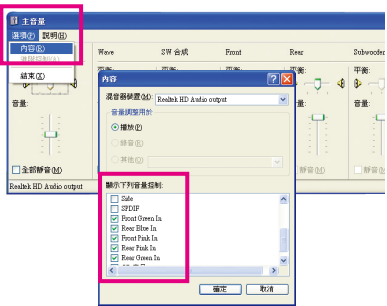 主音量
選項(P) 說明(H)
內容(R)
結束(X)
Wave
SW 合成
Front
Rear
Subwoofer
平衡:
音量:
全部靜音(M)
靜音(M)
Realtek HD Audio output
內容
混音器裝置(M): Realtek HD Audio output
音量調整用於
播放(P)
錄音(R)
其他(O)
顯示下列音量控制:
Side
SPDIF
Front Green In
Rear Blue In
Front Pink In
Rear Pink In
Rear Green In
確定
取消